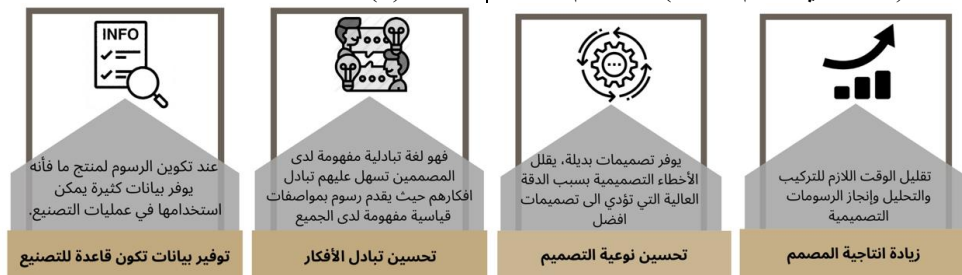 تقليل الوقت اللازم للتركيب
والتحليل وإنجاز الرسومات
التصميمية
زيادة انتاجية المصمم
يوفر تصميمات بديلة، يقلل
الأخطاء التصميمية بسبب الدقة
العالية التي تؤدي الى تصميمات
افضل
تحسين نوعية التصميم
فهو لغة تبادلية مفهومة لدى
المصممين تسهل عليهم تبادل
افكارهم حيث يقدم رسوم بمواصفات
قياسية مفهومة لدى الجميع
تحسين تبادل الأفكار
INFO
عند تكوين الرسوم لمنتج ما فأنه
يوفر بيانات كثيرة يمكن
استخدامها في عمليات التصنيع.
توفير بيانات تكون قاعدة للتصنيع